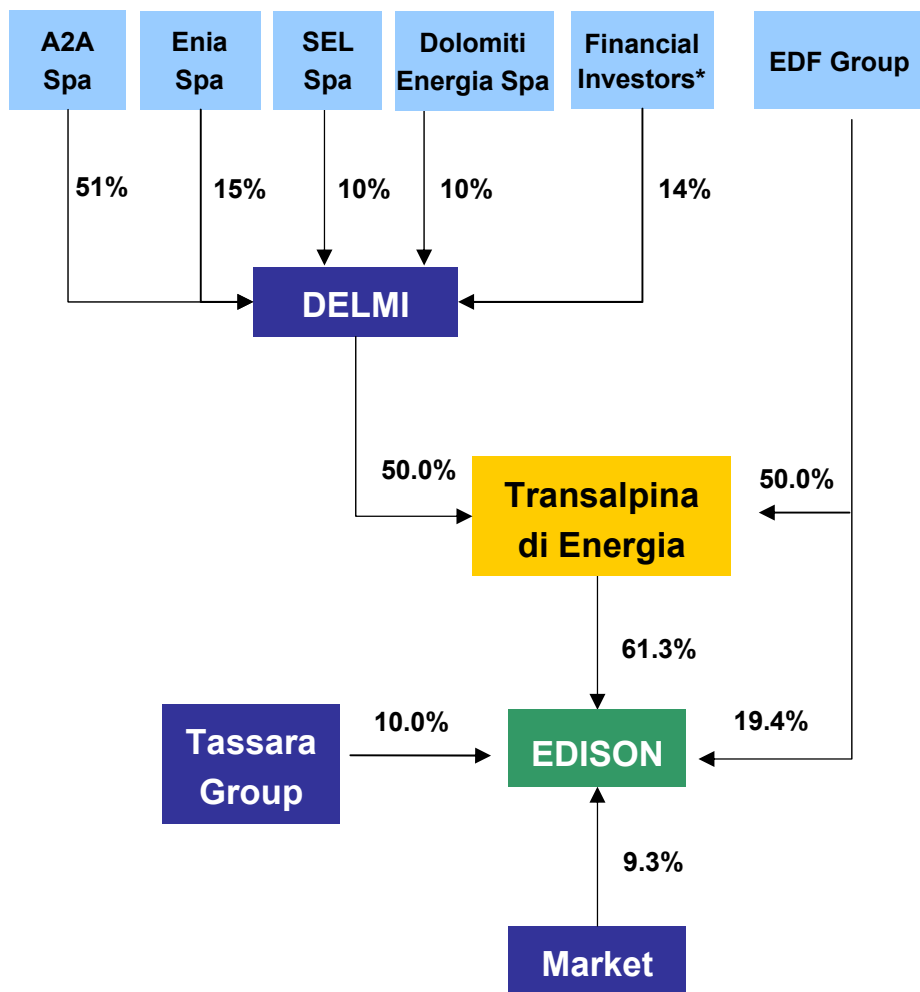 A2A
Spa
Enia
Spa
SEL
Spa
Dolomiti
Energia Spa
Financial
Investors*
EDF Group
51%
15%
10%
10%
14%
DELMI
50.0%
Transalpina
di Energia
50.0%
61.3%
Tassara
Group
10.0%
EDISON
19.4%
9.3%
Market